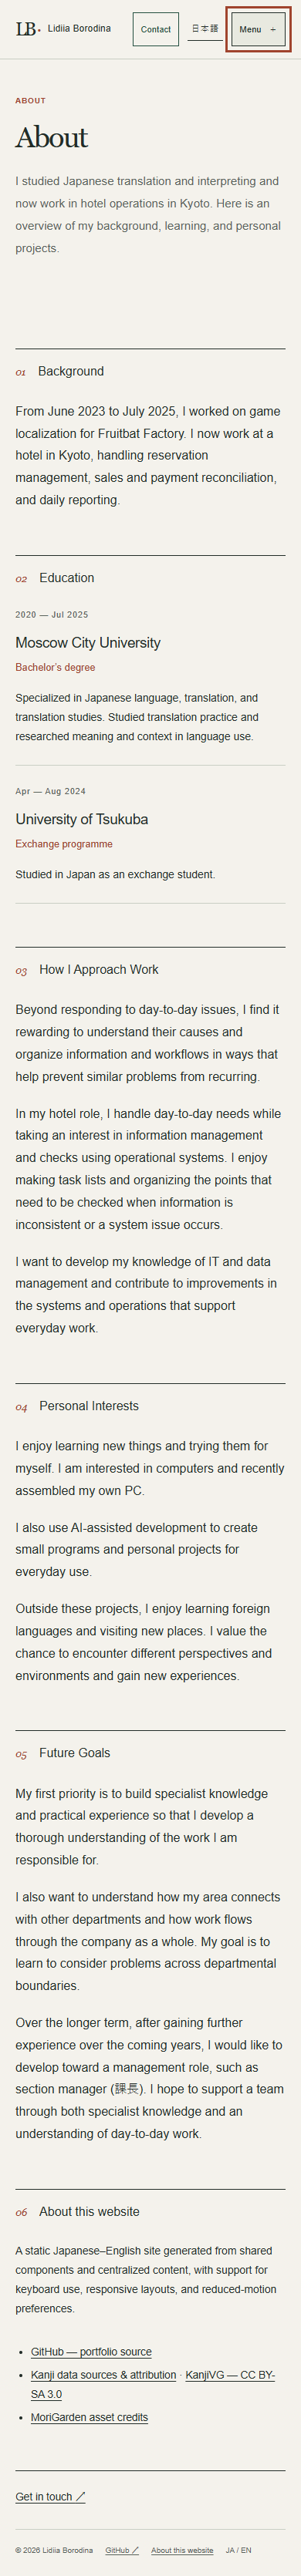 LB. Lidiia Borodina Contact 日本語 Menu +
ABOUT
About
I studied Japanese translation and interpreting and
now work in hotel operations in Kyoto. Here is an
overview of my background, learning, and personal
projects.
01 Background
From June 2023 to July 2025, I worked on game
localization for Fruitbat Factory. I now work at a
hotel in Kyoto, handling reservation
management, sales and payment reconciliation,
and daily reporting.
02 Education
2020 — Jul 2025
Moscow City University
Bachelor's degree
Specialized in Japanese language, translation, and
translation studies. Studied translation practice and
researched meaning and context in language use.
Apr — Aug 2024
University of Tsukuba
Exchange programme
Studied in Japan as an exchange student.
03 How I Approach Work
Beyond responding to day-to-day issues, I find it
rewarding to understand their causes and
organize information and workflows in ways that
help prevent similar problems from recurring.
In my hotel role, I handle day-to-day needs while
taking an interest in information management
and checks using operational systems. I enjoy
making task lists and organizing the points that
need to be checked when information is
inconsistent or a system issue occurs.
I want to develop my knowledge of IT and data
management and contribute to improvements in
the systems and operations that support
everyday work.
04 Personal Interests
I enjoy learning new things and trying them for
myself. I am interested in computers and recently
assembled my own PC.
I also use AI-assisted development to create
small programs and personal projects for
everyday use.
Outside these projects, I enjoy learning foreign
languages and visiting new places. I value the
chance to encounter different perspectives and
environments and gain new experiences.
05 Future Goals
My first priority is to build specialist knowledge
and practical experience so that I develop a
thorough understanding of the work I am
responsible for.
I also want to understand how my area connects
with other departments and how work flows
through the company as a whole. My goal is to
learn to consider problems across departmental
boundaries.
Over the longer term, after gaining further
experience over the coming years, I would like to
develop toward a management role, such as
section manager (課長). I hope to support a team
through both specialist knowledge and an
understanding of day-to-day work.
06 About this website
A static Japanese–English site generated from shared
components and centralized content, with support for
keyboard use, responsive layouts, and reduced-motion
preferences.
• GitHub — portfolio source
• Kanji data sources & attribution · KanjiVG — CC BY-
SA 3.0
• MoriGarden asset credits
Get in touch ↗
© 2026 Lidiia Borodina GitHub ↗ About this website JA / EN